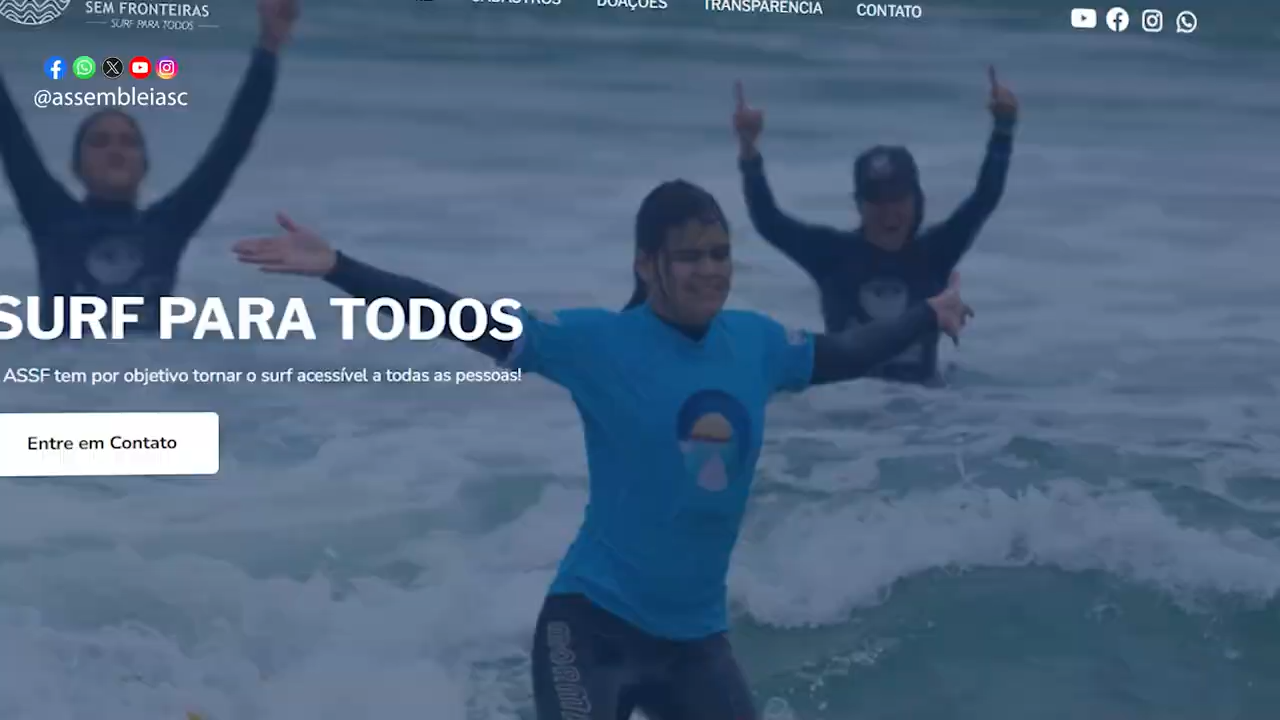 SEM FRONTEIRAS
SURF PARA TODOS
CADASTROS
DOAÇÕES
TRANSPARÊNCIA
CONTATO
@assembleiasc
SURF PARA TODOS
ASSF tem por objetivo tornar o surf acessível a todas as pessoas!
Entre em Contato